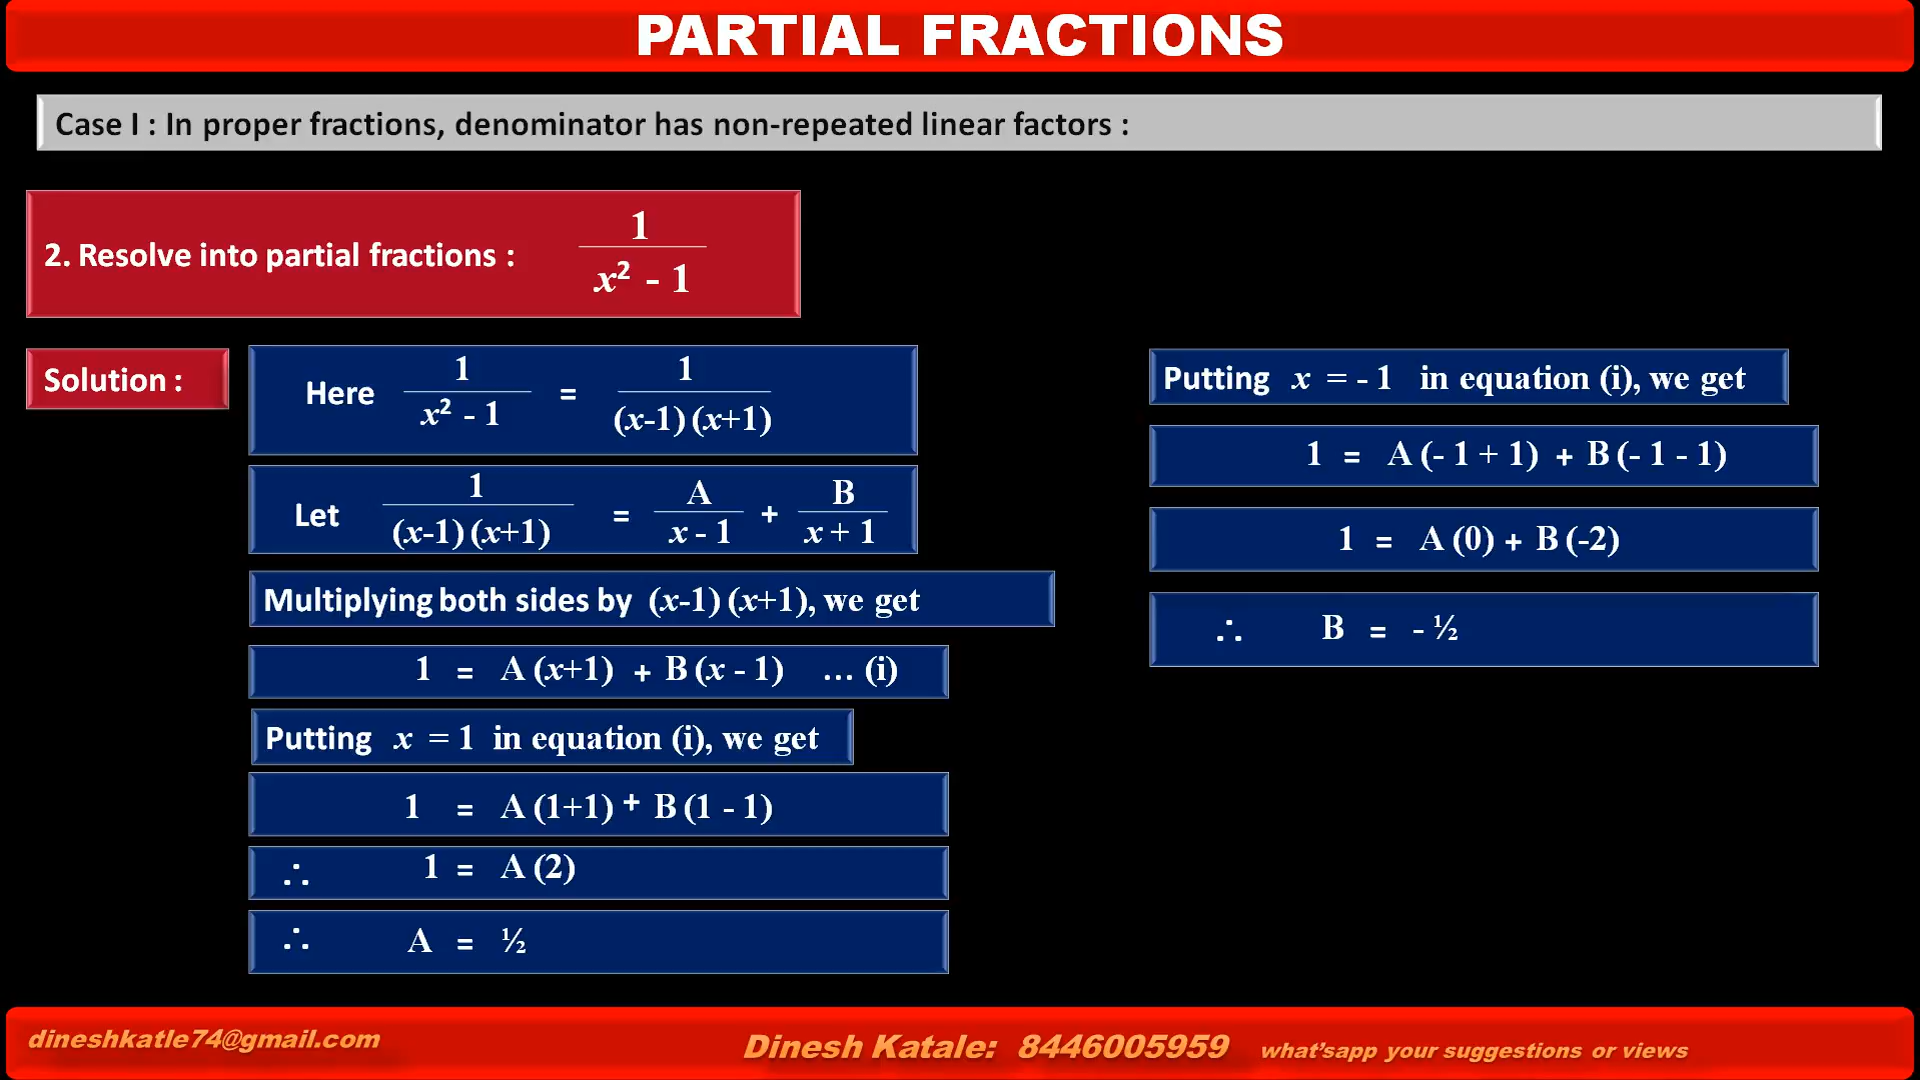 PARTIAL FRACTIONS
Case I : In proper fractions, denominator has non-repeated linear factors :
2. Resolve into partial fractions : 1 / x² - 1
Solution :
Here 1 / x² - 1 = 1 / (x-1) (x+1)
Let 1 / (x-1) (x+1) = A / x - 1 + B / x + 1
Multiplying both sides by (x-1) (x+1), we get
1 = A (x+1) + B (x - 1) ... (i)
Putting x = 1 in equation (i), we get
1 = A (1+1) + B (1 - 1)
∴ 1 = A (2)
∴ A = ½
Putting x = - 1 in equation (i), we get
1 = A (- 1 + 1) + B (- 1 - 1)
1 = A (0) + B (-2)
∴ B = - ½
dineshkatle74@gmail.com
Dinesh Katale: 8446005959 what'sapp your suggestions or views